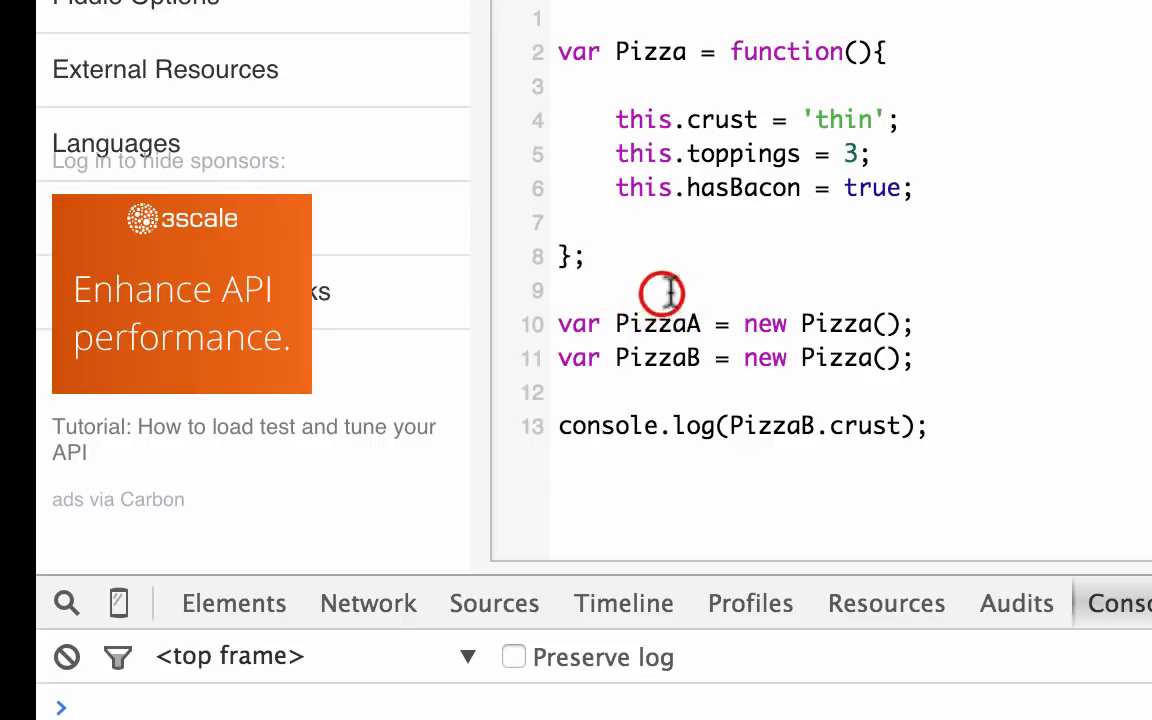 External Resources
Languages
Log in to hide sponsors:
3scale
Enhance API
performance.
ks
Tutorial: How to load test and tune your
API
ads via Carbon
1
2 var Pizza = function(){
3
4 this.crust = 'thin';
5 this.toppings = 3;
6 this.hasBacon = true;
7
8 };
9
10 var PizzaA = new Pizza();
11 var PizzaB = new Pizza();
12
13 console.log(PizzaB.crust);
Elements Network Sources Timeline Profiles Resources Audits Conso
<top frame> ▼ Preserve log
>